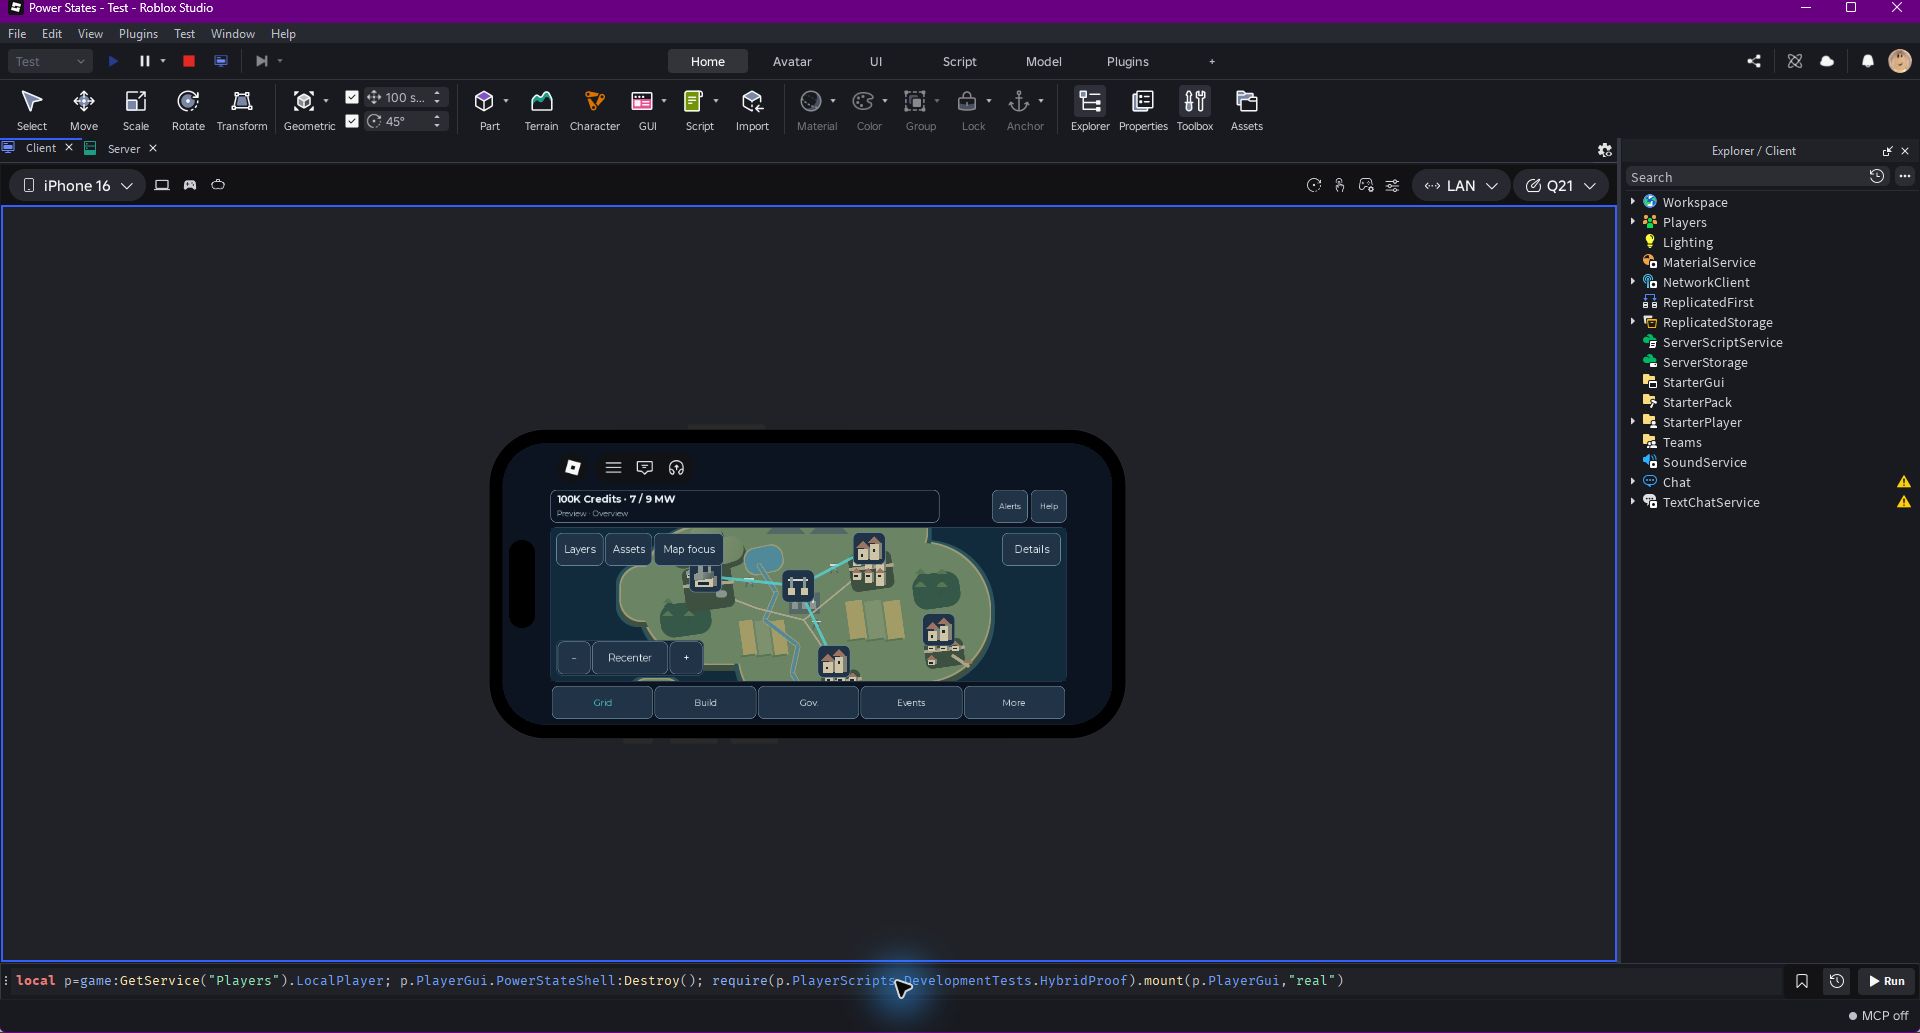 Power States - Test - Roblox Studio
File Edit View Plugins Test Window Help
Test
Home Avatar UI Script Model Plugins +
Select Move Scale Rotate Transform Geometric
100 s...
45°
Part Terrain Character GUI Script Import Material Color Group Lock Anchor Explorer Properties Toolbox Assets
Client Server
Explorer / Client
iPhone 16
LAN
Q21
Search
Workspace
Players
Lighting
MaterialService
NetworkClient
ReplicatedFirst
ReplicatedStorage
ServerScriptService
ServerStorage
StarterGui
StarterPack
StarterPlayer
Teams
SoundService
Chat
TextChatService
100K Credits · 7 / 9 MW
Preview · Overview
Alerts Help
Layers Assets Map focus Details
- Recenter +
Grid Build Gov. Events More
local p=game:GetService("Players").LocalPlayer; p.PlayerGui.PowerStateShell:Destroy(); require(p.PlayerScripts.DevelopmentTests.HybridProof).mount(p.PlayerGui,"real")
Run
MCP off